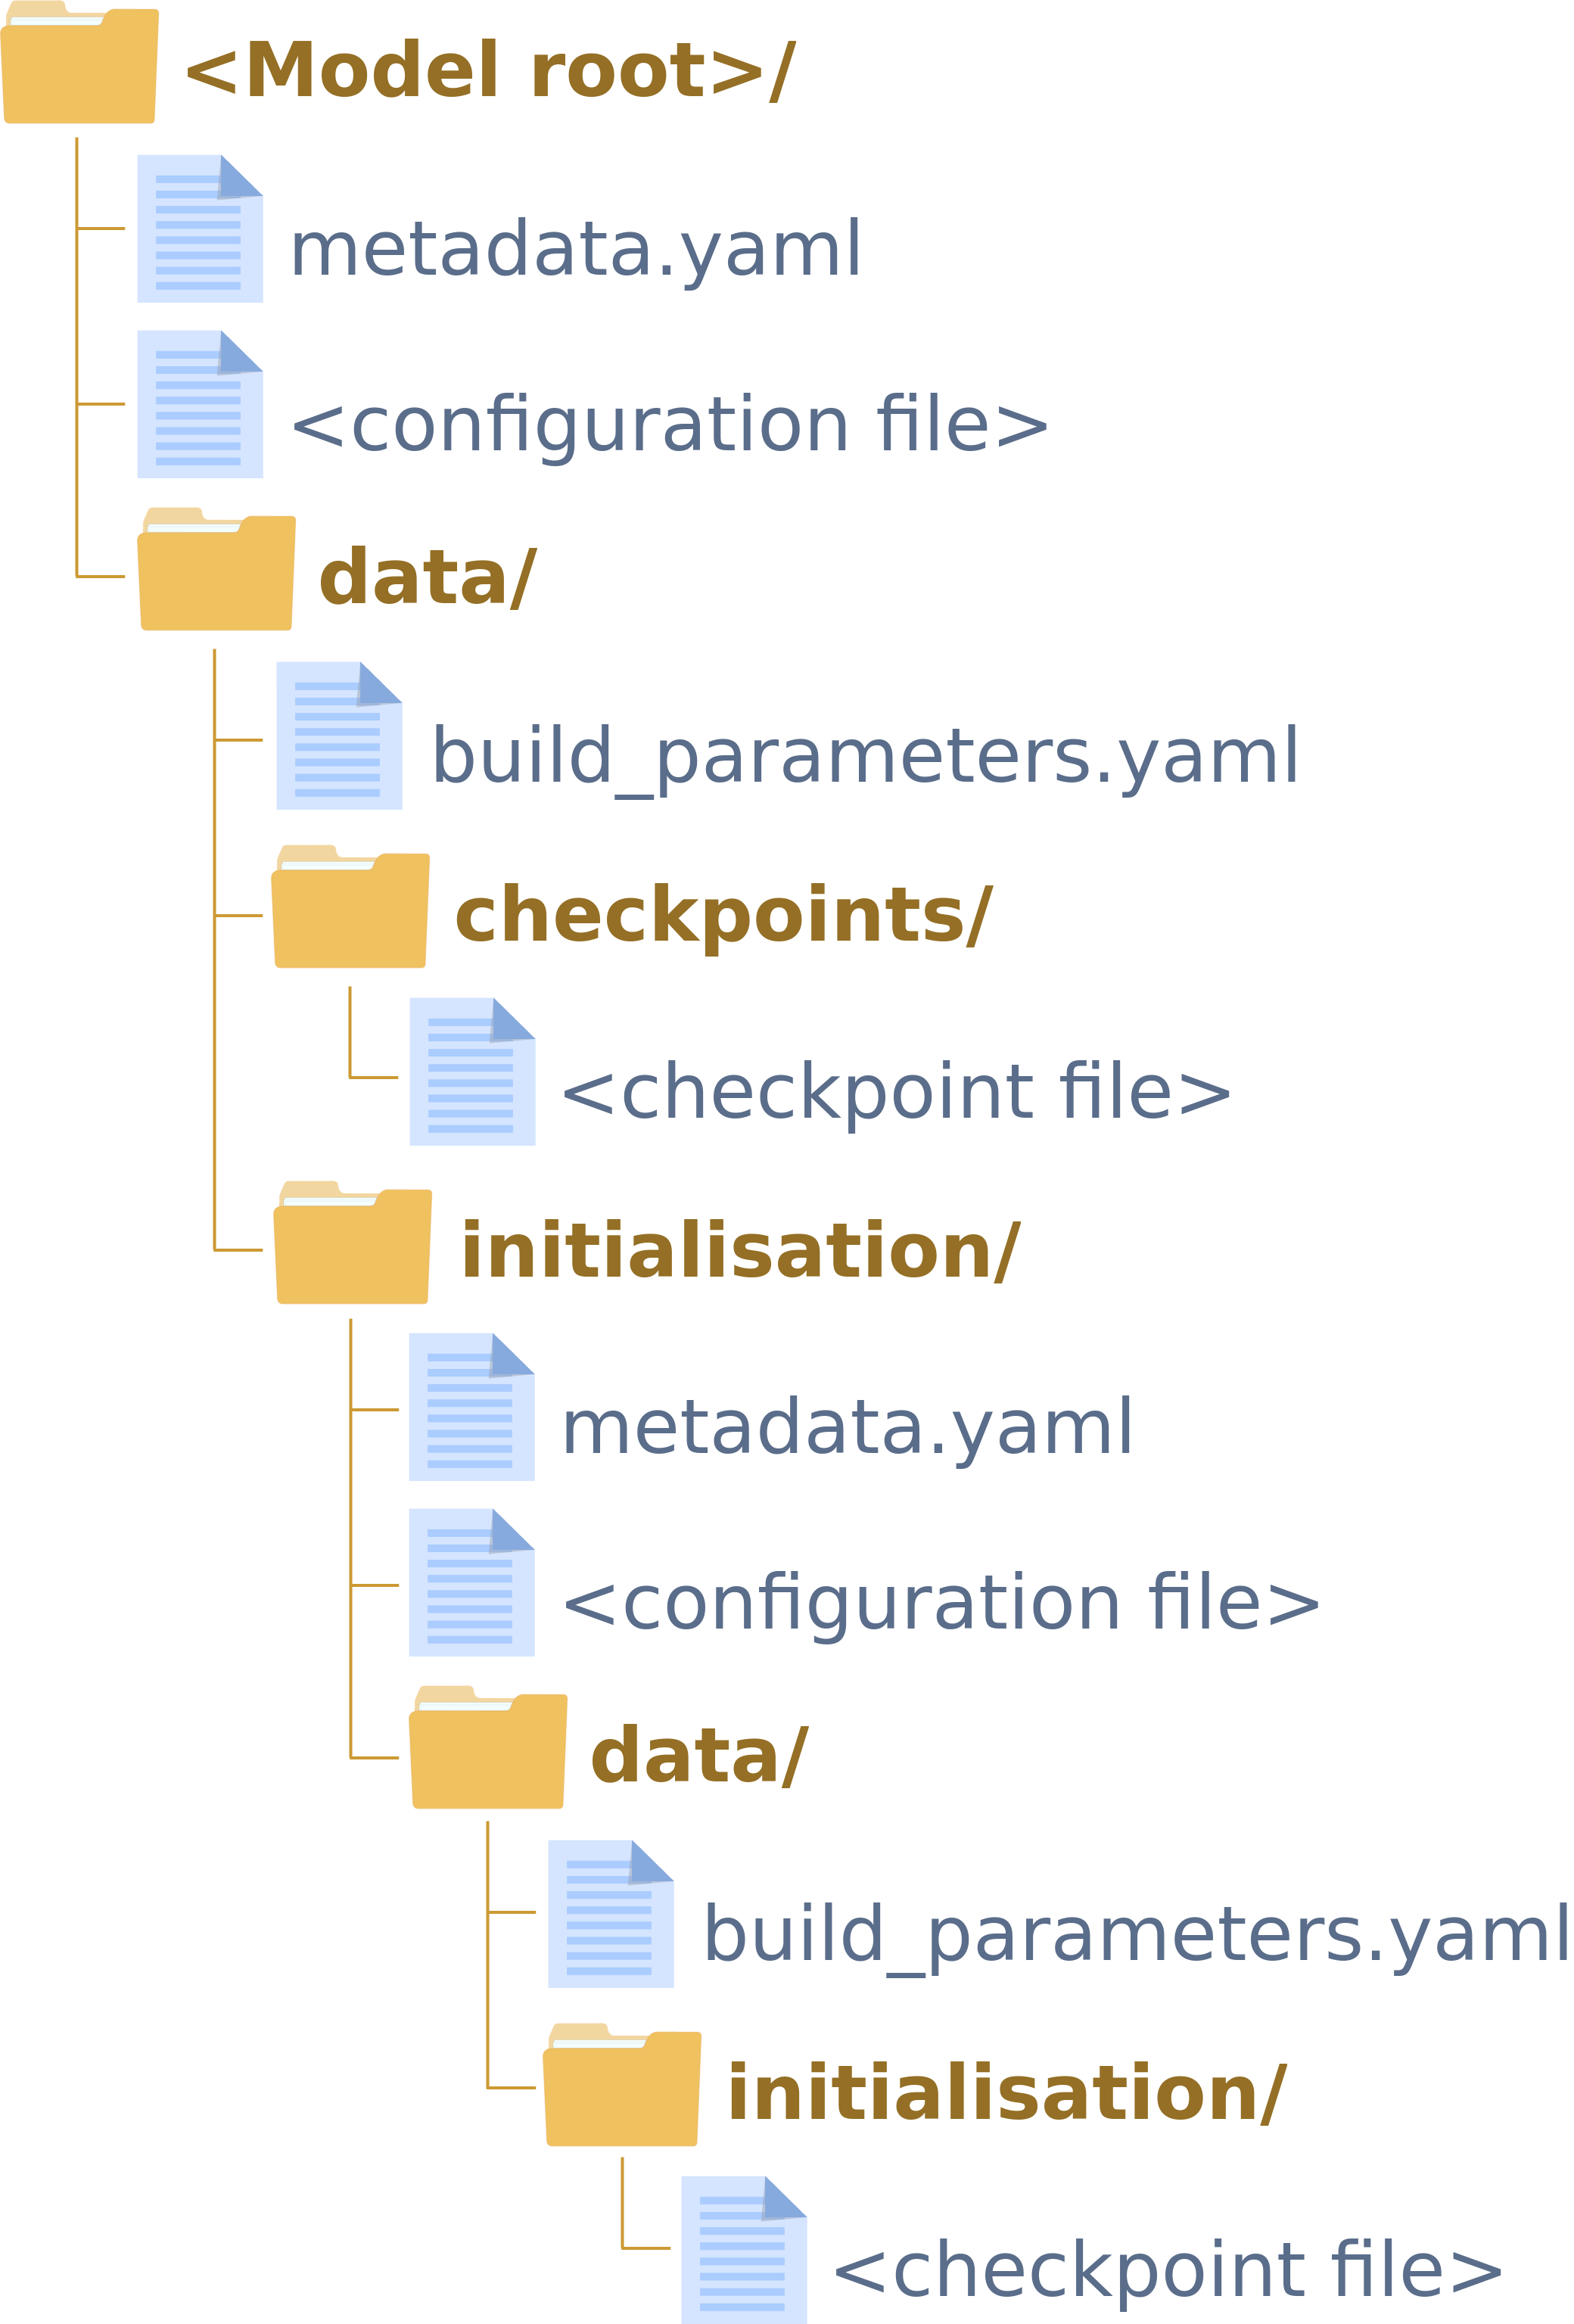 <Model root>/
metadata.yaml
<configuration file>
data/
build_parameters.yaml
checkpoints/
<checkpoint file>
initialisation/
metadata.yaml
<configuration file>
data/
build_parameters.yaml
initialisation/
<checkpoint file>